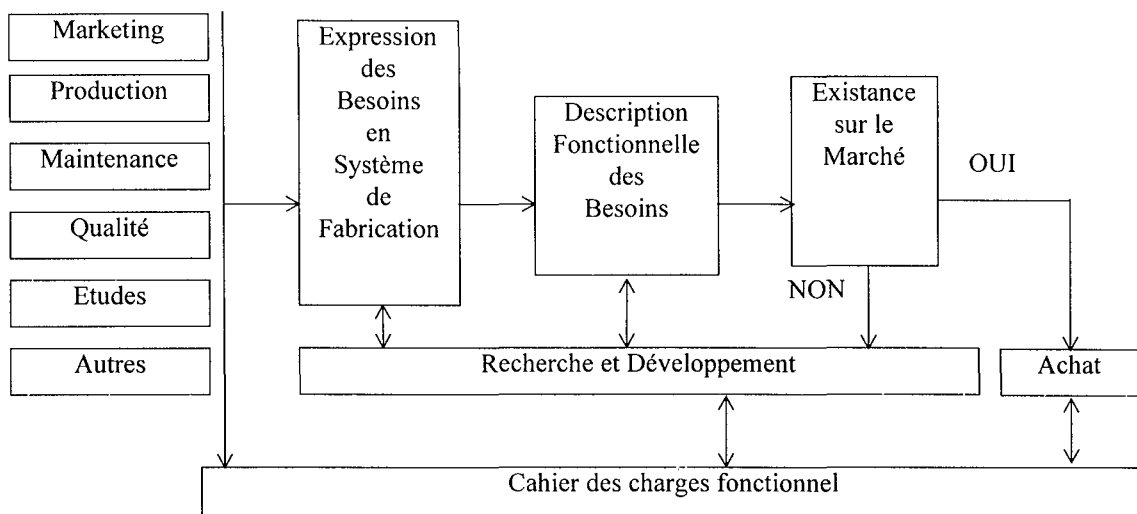 Marketing
Production
Maintenance
Qualité
Etudes
Autres
Expression
des
Besoins
en
Système
de
Fabrication
Description
Fonctionnelle
des
Besoins
Existance
sur le
Marché
OUI
NON
Recherche et Développement
Achat
Cahier des charges fonctionnel